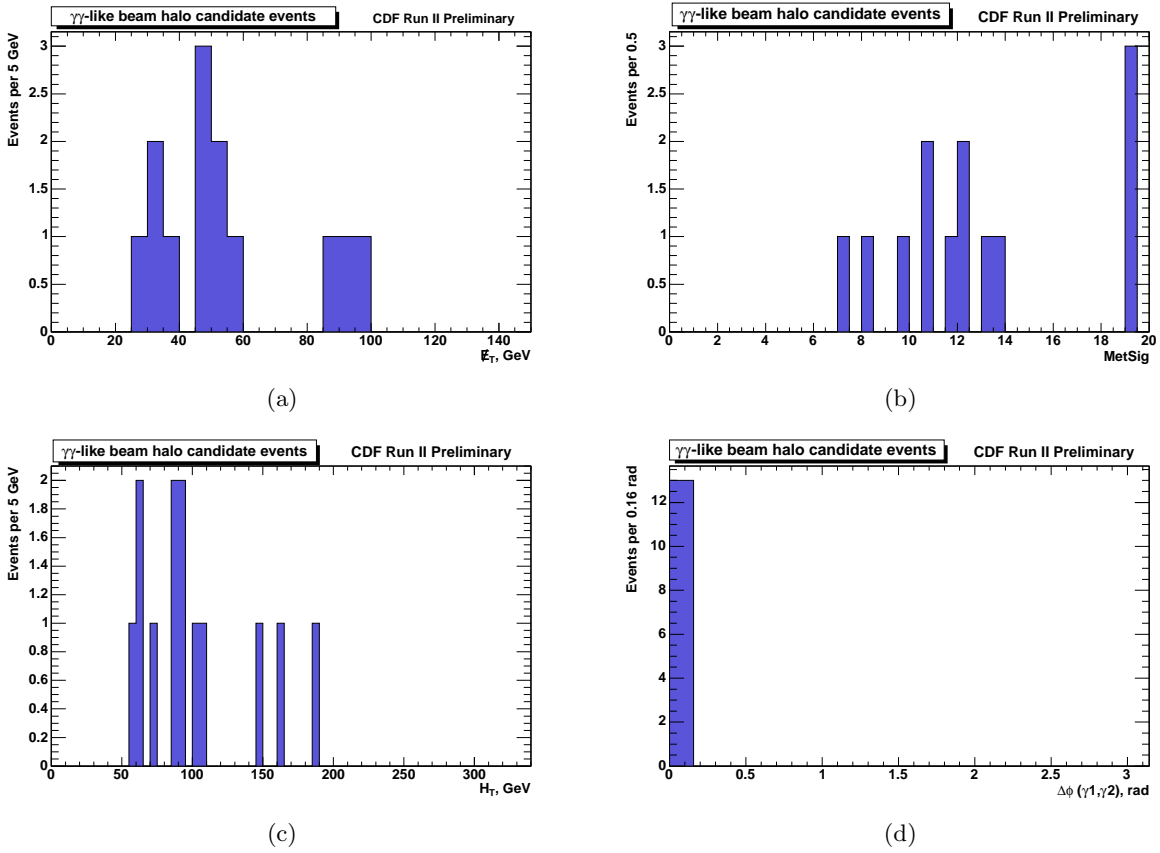 γγ-like beam halo candidate events
CDF Run II Preliminary
Events per 5 GeV
3
2.5
2
1.5
1
0.5
0
0 20 40 60 80 100 120 140
E̸_T, GeV
(a)
γγ-like beam halo candidate events
CDF Run II Preliminary
Events per 0.5
3
2.5
2
1.5
1
0.5
0
0 2 4 6 8 10 12 14 16 18 20
MetSig
(b)
γγ-like beam halo candidate events
CDF Run II Preliminary
Events per 5 GeV
2
1.8
1.6
1.4
1.2
1
0.8
0.6
0.4
0.2
0
0 50 100 150 200 250 300
H_T, GeV
(c)
γγ-like beam halo candidate events
CDF Run II Preliminary
Events per 0.16 rad
12
10
8
6
4
2
0
0 0.5 1 1.5 2 2.5 3
Δϕ (γ1,γ2), rad
(d)